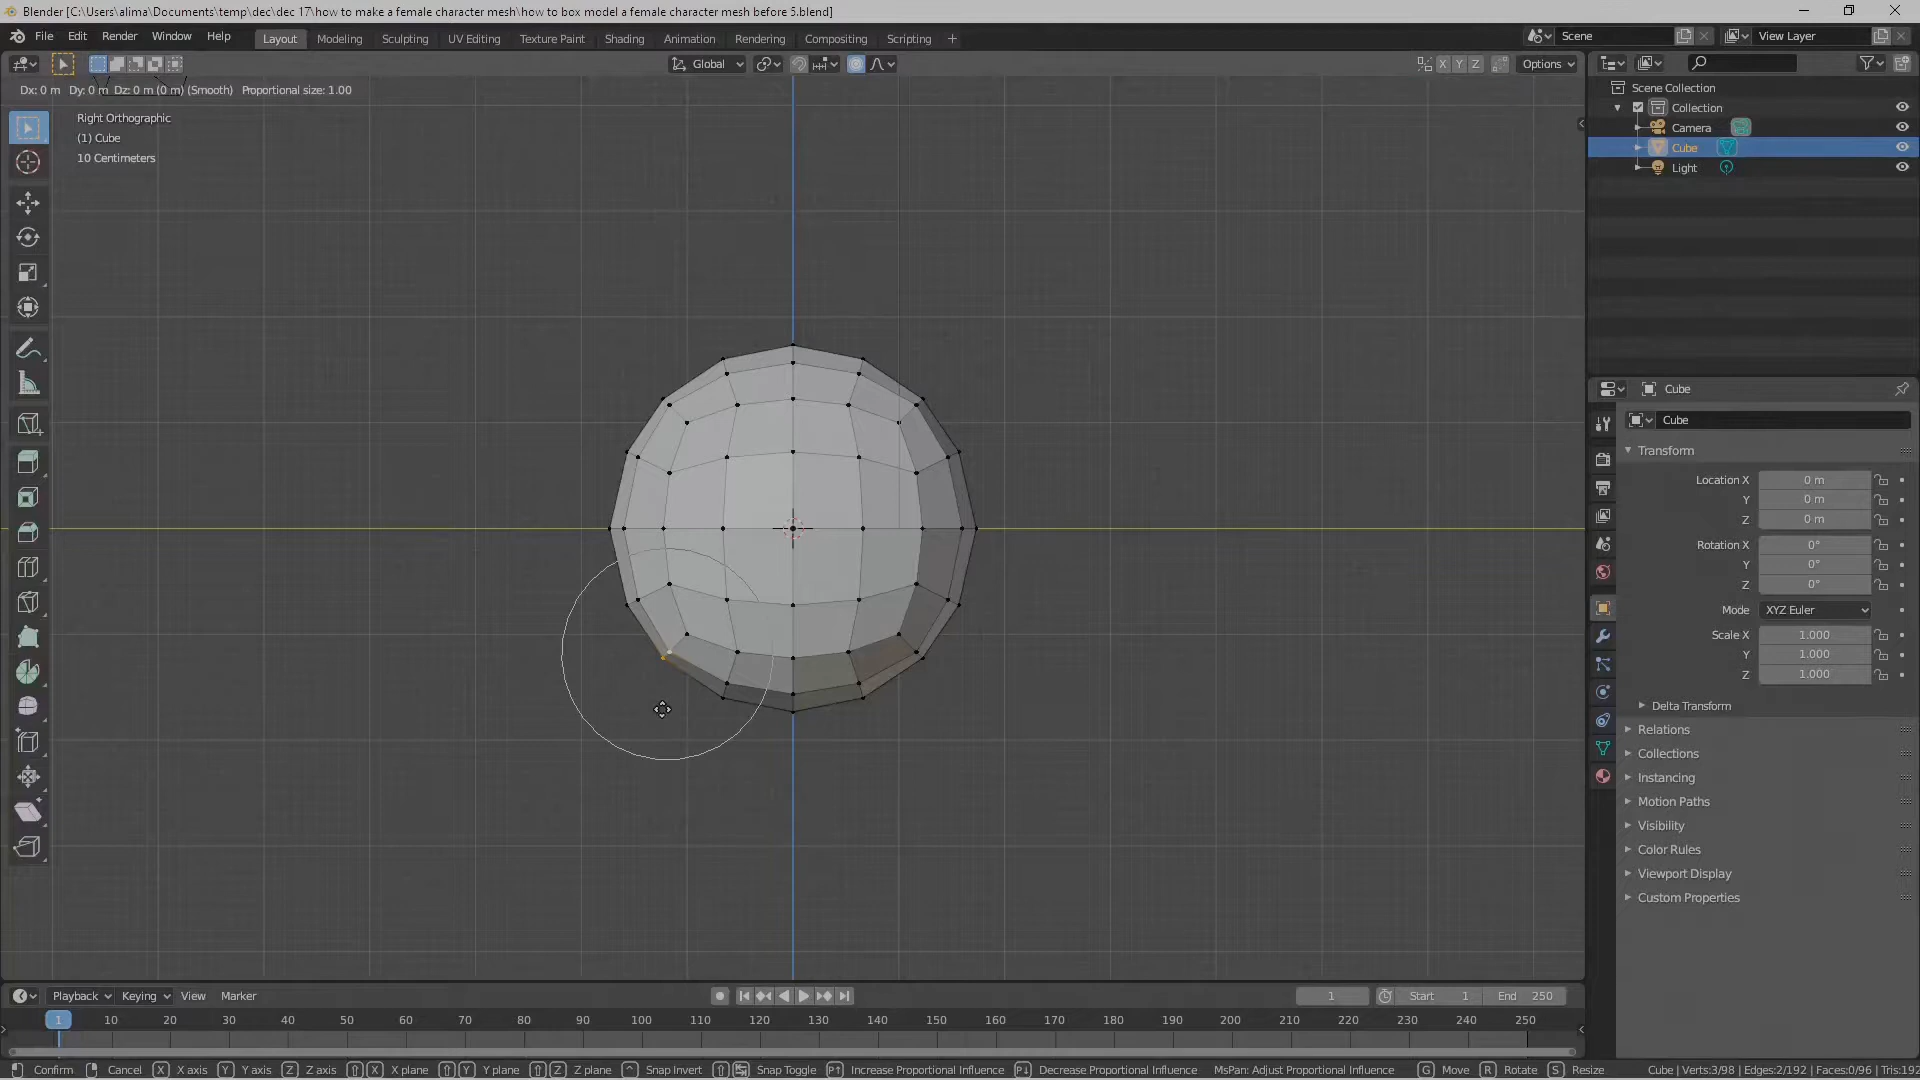 Blender [C:\Users\alima\Documents\temp\dec\dec 17\how to make a female character mesh\how to box model a female character mesh before 5.blend]
File Edit Render Window Help Layout Modeling Sculpting UV Editing Texture Paint Shading Animation Rendering Compositing Scripting + Scene View Layer
Global X Y Z Options
Dx: 0 m Dy: 0 m Dz: 0 m (0 m) (Smooth) Proportional size: 1.00
Right Orthographic
(1) Cube
10 Centimeters
Scene Collection
Collection
Camera
Cube
Light
Cube
Cube
Transform
Location X 0 m
Y 0 m
Z 0 m
Rotation X 0°
Y 0°
Z 0°
Mode XYZ Euler
Scale X 1.000
Y 1.000
Z 1.000
Delta Transform
Relations
Collections
Instancing
Motion Paths
Visibility
Color Rules
Viewport Display
Custom Properties
Playback Keying View Marker 1 Start 1 End 250
1 10 20 30 40 50 60 70 80 90 100 110 120 130 140 150 160 170 180 190 200 210 220 230 240 250
Confirm Cancel X X axis Y Y axis Z Z axis X X plane Y Y plane Z Z plane Snap Invert Snap Toggle Increase Proportional Influence Decrease Proportional Influence MsPan: Adjust Proportional Influence G Move R Rotate S Resize Cube | Verts:3/98 | Edges:2/192 | Faces:0/96 | Tris:192